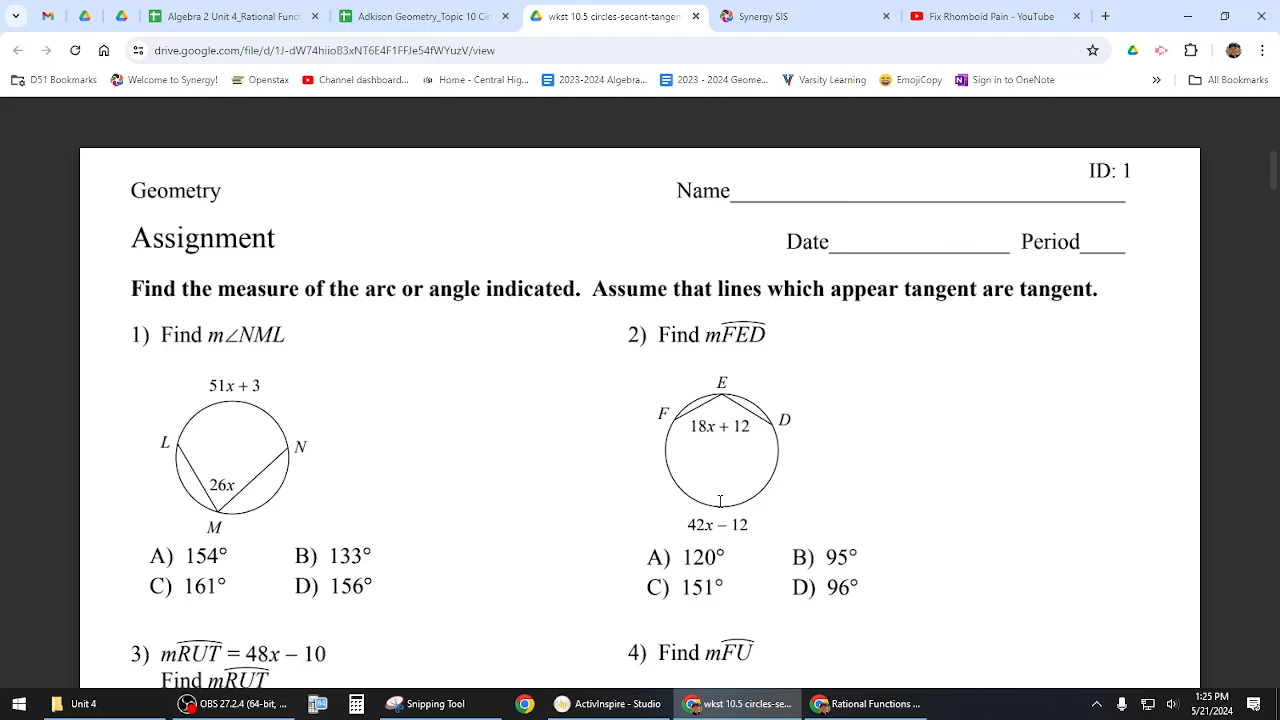 Algebra 1
Adkison Geometry_Topic 10 Cir
wkst 10.5 circles-secant-tangen
Synergy SIS
Fix Rhomboid Pain - YouTube
drive.google.com/file/d/1J-dW74hiioB3xNT6E4F1FFJe54fWYuzV/view
D51 Bookmarks
Welcome to Synergy!
Openstax
Channel dashboard...
Home - Central Hig...
2023-2024 Algebra...
2023 - 2024 Geome...
Varsity Learning
EmojiCopy
Sign in to OneNote
All Bookmarks
ID: 1
Geometry
Name
Assignment
Date Period
Find the measure of the arc or angle indicated. Assume that lines which appear tangent are tangent.
1) Find m∠NML
51x + 3
L
N
26x
M
A) 154° B) 133°
C) 161° D) 156°
2) Find mFED
E
F
D
18x + 12
42x – 12
A) 120° B) 95°
C) 151° D) 96°
3) mRUT = 48x – 10
Find mRUT
4) Find mFU
Unit 4
OBS 27.2.4 (64-bit, ...
Snipping Tool
ActivInspire - Studio
wkst 10.5 circles-se...
Rational Functions ...
1:25 PM
5/21/2024